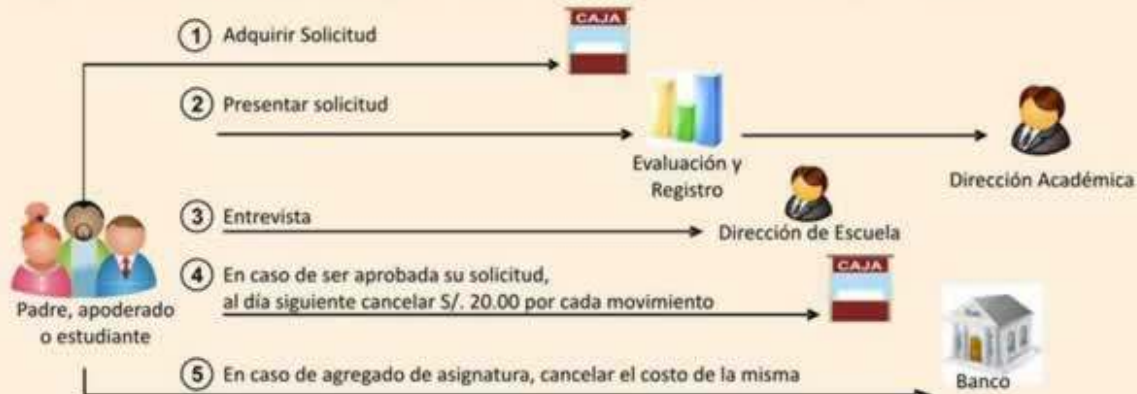 1 Adquirir Solicitud
CAJA
2 Presentar solicitud
Evaluación y
Registro
Dirección Académica
3 Entrevista
Dirección de Escuela
4 En caso de ser aprobada su solicitud,
al día siguiente cancelar S/. 20.00 por cada movimiento
CAJA
Padre, apoderado
o estudiante
5 En caso de agregado de asignatura, cancelar el costo de la misma
Banco